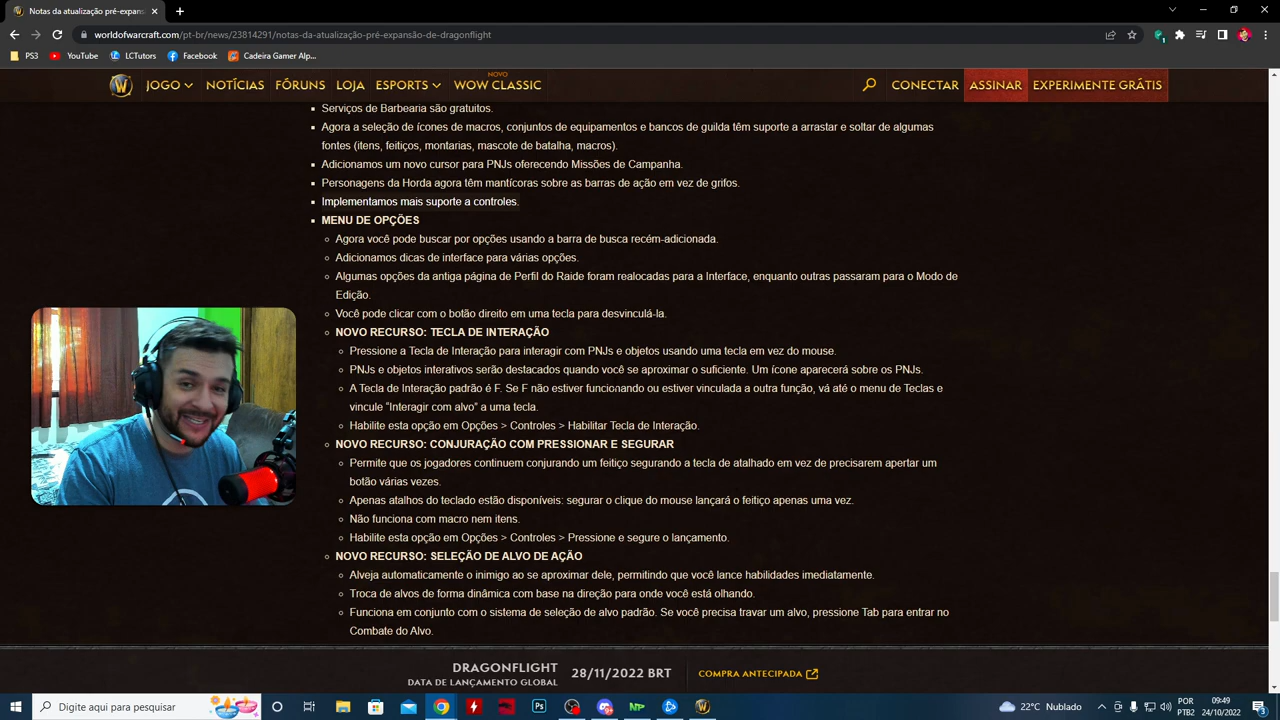 Notas da atualização pré-expans
worldofwarcraft.com/pt-br/news/23814291/notas-da-atualização-pré-expansão-de-dragonflight
PS3 YouTube LCTutors Facebook Cadeira Gamer Alp...
JOGO NOTÍCIAS FÓRUNS LOJA ESPORTS NOVO WOW CLASSIC CONECTAR ASSINAR EXPERIMENTE GRÁTIS
Serviços de Barbearia são gratuitos.
Agora a seleção de ícones de macros, conjuntos de equipamentos e bancos de guilda têm suporte a arrastar e soltar de algumas
fontes (itens, feitiços, montarias, mascote de batalha, macros).
Adicionamos um novo cursor para PNJs oferecendo Missões de Campanha.
Personagens da Horda agora têm mantícoras sobre as barras de ação em vez de grifos.
Implementamos mais suporte a controles.
MENU DE OPÇÕES
Agora você pode buscar por opções usando a barra de busca recém-adicionada.
Adicionamos dicas de interface para várias opções.
Algumas opções da antiga página de Perfil do Raide foram realocadas para a Interface, enquanto outras passaram para o Modo de
Edição.
Você pode clicar com o botão direito em uma tecla para desvinculá-la.
NOVO RECURSO: TECLA DE INTERAÇÃO
Pressione a Tecla de Interação para interagir com PNJs e objetos usando uma tecla em vez do mouse.
PNJs e objetos interativos serão destacados quando você se aproximar o suficiente. Um ícone aparecerá sobre os PNJs.
A Tecla de Interação padrão é F. Se F não estiver funcionando ou estiver vinculada a outra função, vá até o menu de Teclas e
vincule “Interagir com alvo” a uma tecla.
Habilite esta opção em Opções > Controles > Habilitar Tecla de Interação.
NOVO RECURSO: CONJURAÇÃO COM PRESSIONAR E SEGURAR
Permite que os jogadores continuem conjurando um feitiço segurando a tecla de atalhado em vez de precisarem apertar um
botão várias vezes.
Apenas atalhos do teclado estão disponíveis: segurar o clique do mouse lançará o feitiço apenas uma vez.
Não funciona com macro nem itens.
Habilite esta opção em Opções > Controles > Pressione e segure o lançamento.
NOVO RECURSO: SELEÇÃO DE ALVO DE AÇÃO
Alveja automaticamente o inimigo ao se aproximar dele, permitindo que você lance habilidades imediatamente.
Troca de alvos de forma dinâmica com base na direção para onde você está olhando.
Funciona em conjunto com o sistema de seleção de alvo padrão. Se você precisa travar um alvo, pressione Tab para entrar no
Combate do Alvo.
DRAGONFLIGHT
DATA DE LANÇAMENTO GLOBAL
28/11/2022 BRT
COMPRA ANTECIPADA
Digite aqui para pesquisar
22°C Nublado
POR
PTB2
09:49
24/10/2022
3